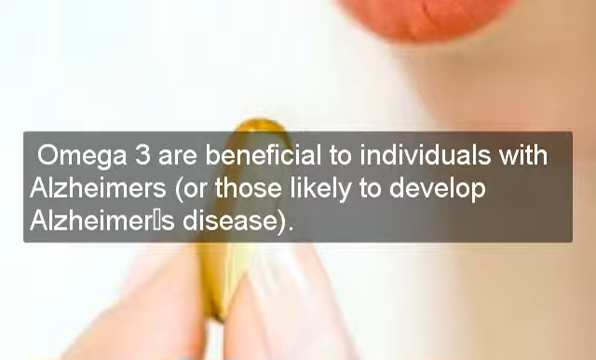 Omega 3 are beneficial to individuals with
Alzheimers (or those likely to develop
Alzheimer▯s disease).